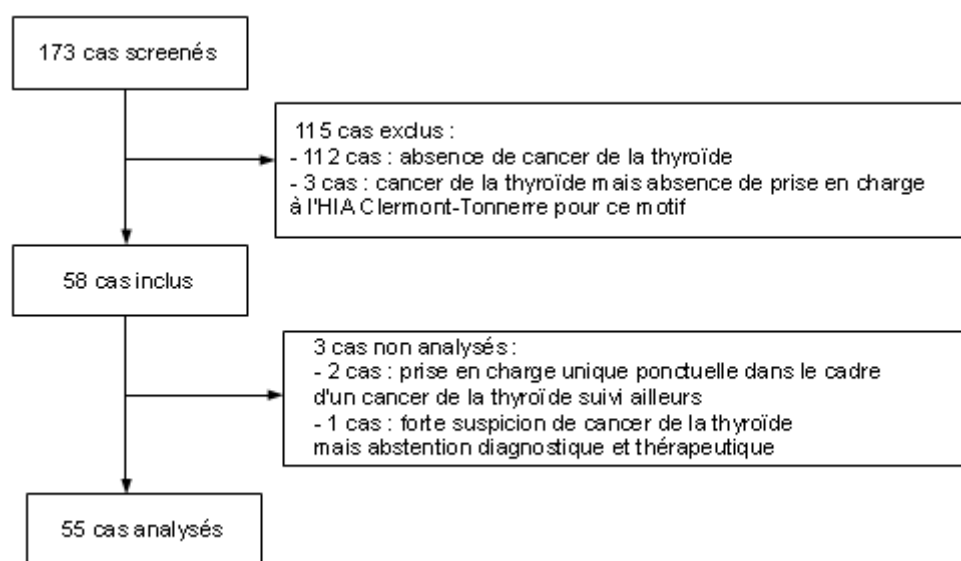 173 cas screenés
115 cas exclus :
- 112 cas : absence de cancer de la thyroïde
- 3 cas : cancer de la thyroïde mais absence de prise en charge
à l'HIA Clermont-Tonnerre pour ce motif
58 cas inclus
3 cas non analysés :
- 2 cas : prise en charge unique ponctuelle dans le cadre
d'un cancer de la thyroïde suivi ailleurs
- 1 cas : forte suspicion de cancer de la thyroïde
mais abstention diagnostique et thérapeutique
55 cas analysés